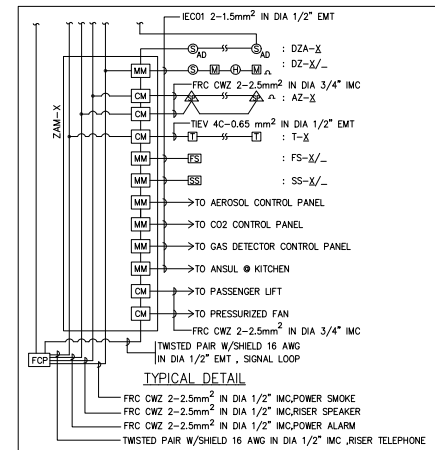 IEC01 2-1.5mm² IN DIA 1/2" EMT
S AD S AD : DZA-X
MM S M H M : DZ-X/_
FRC CWZ 2-2.5mm² IN DIA 3/4" IMC
CM : AZ-X
CM
TIEV 4C-0.65 mm² IN DIA 1/2" EMT
CM T T : T-X
ZAM-X
MM FS : FS-X/_
MM SS : SS-X/_
MM TO AEROSOL CONTROL PANEL
MM TO CO2 CONTROL PANEL
MM TO GAS DETECTOR CONTROL PANEL
MM TO ANSUL @ KITCHEN
CM TO PASSENGER LIFT
CM TO PRESSURIZED FAN
FRC CWZ 2-2.5mm² IN DIA 3/4" IMC
TWISTED PAIR W/SHIELD 16 AWG
IN DIA 1/2" EMT , SIGNAL LOOP
FCP
TYPICAL DETAIL
FRC CWZ 2-2.5mm² IN DIA 1/2" IMC,POWER SMOKE
FRC CWZ 2-2.5mm² IN DIA 1/2" IMC,RISER SPEAKER
FRC CWZ 2-2.5mm² IN DIA 1/2" IMC,POWER ALARM
TWISTED PAIR W/SHIELD 16 AWG IN DIA 1/2" IMC ,RISER TELEPHONE